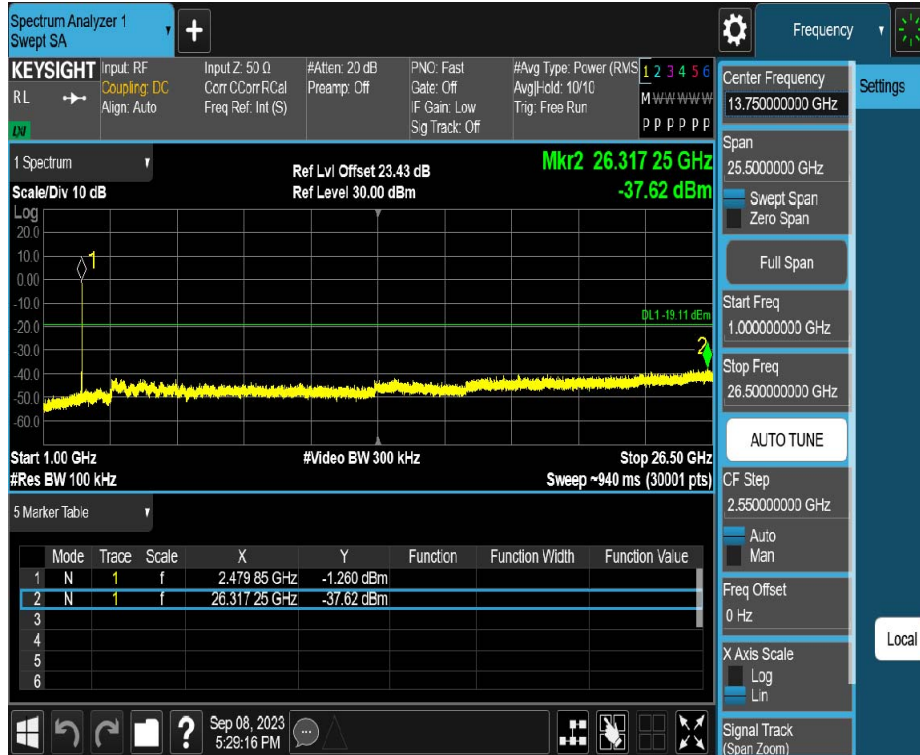 Spectrum Analyzer 1
Swept SA
+
Frequency
KEYSIGHT
RL
LXI
Input: RF
Coupling: DC
Align: Auto
Input Z: 50 Ω
Corr CCorr RCal
Freq Ref: Int (S)
#Atten: 20 dB
Preamp: Off
PNO: Fast
Gate: Off
IF Gain: Low
Sig Track: Off
#Avg Type: Power (RMS
Avg|Hold: 10/10
Trig: Free Run
1 2 3 4 5 6
M W W W W W
P P P P P P
Center Frequency
13.750000000 GHz
Settings
Span
25.5000000 GHz
Swept Span
Zero Span
Full Span
Start Freq
1.000000000 GHz
Stop Freq
26.500000000 GHz
AUTO TUNE
CF Step
2.550000000 GHz
Auto
Man
Freq Offset
0 Hz
X Axis Scale
Log
Lin
Signal Track
(Span Zoom)
Local
1 Spectrum
Scale/Div 10 dB
Ref Lvl Offset 23.43 dB
Ref Level 30.00 dBm
Mkr2 26.317 25 GHz
-37.62 dBm
Log
20.0
10.0
0.00
-10.0
-20.0
-30.0
-40.0
-50.0
-60.0
1
DL1 -19.11 dBm
2
Start 1.00 GHz
#Video BW 300 kHz
Stop 26.50 GHz
#Res BW 100 kHz
Sweep ~940 ms (30001 pts)
5 Marker Table
Mode Trace Scale X Y Function Function Width Function Value
1 N 1 f 2.479 85 GHz -1.260 dBm
2 N 1 f 26.317 25 GHz -37.62 dBm
3
4
5
6
?
Sep 08, 2023
5:29:16 PM